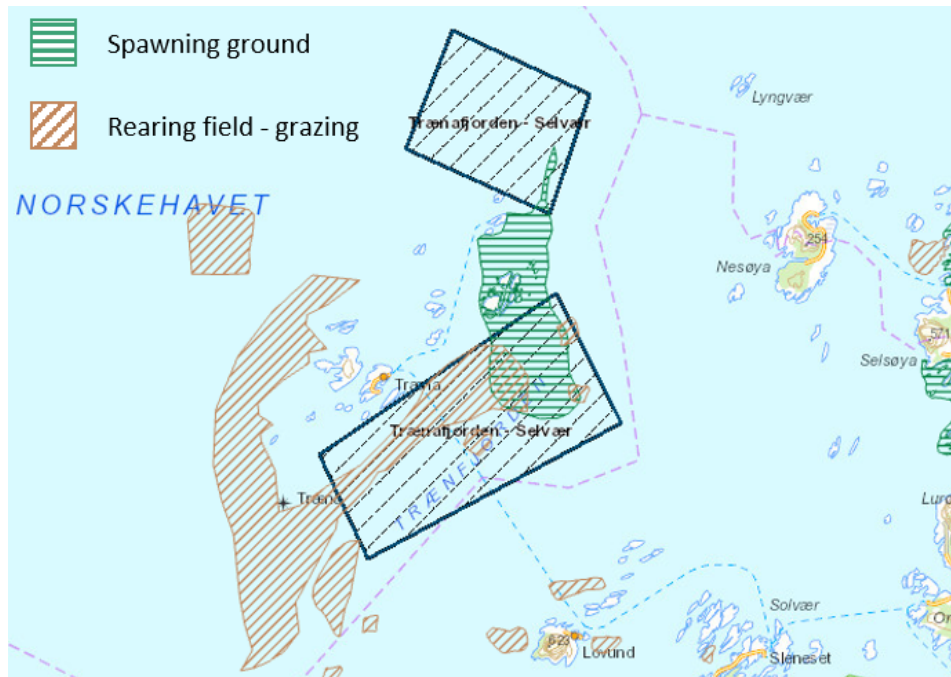 Spawning ground
Rearing field - grazing
Trænafjorden - Selvær
Lyngvær
NORSKEHAVET
254
Nesøya
571
Selsøya
Træna
Trænafjorden - Selvær
TRÆNFJORDEN
Træna
Lurø
Solvær
623
Lovund
Sleneset